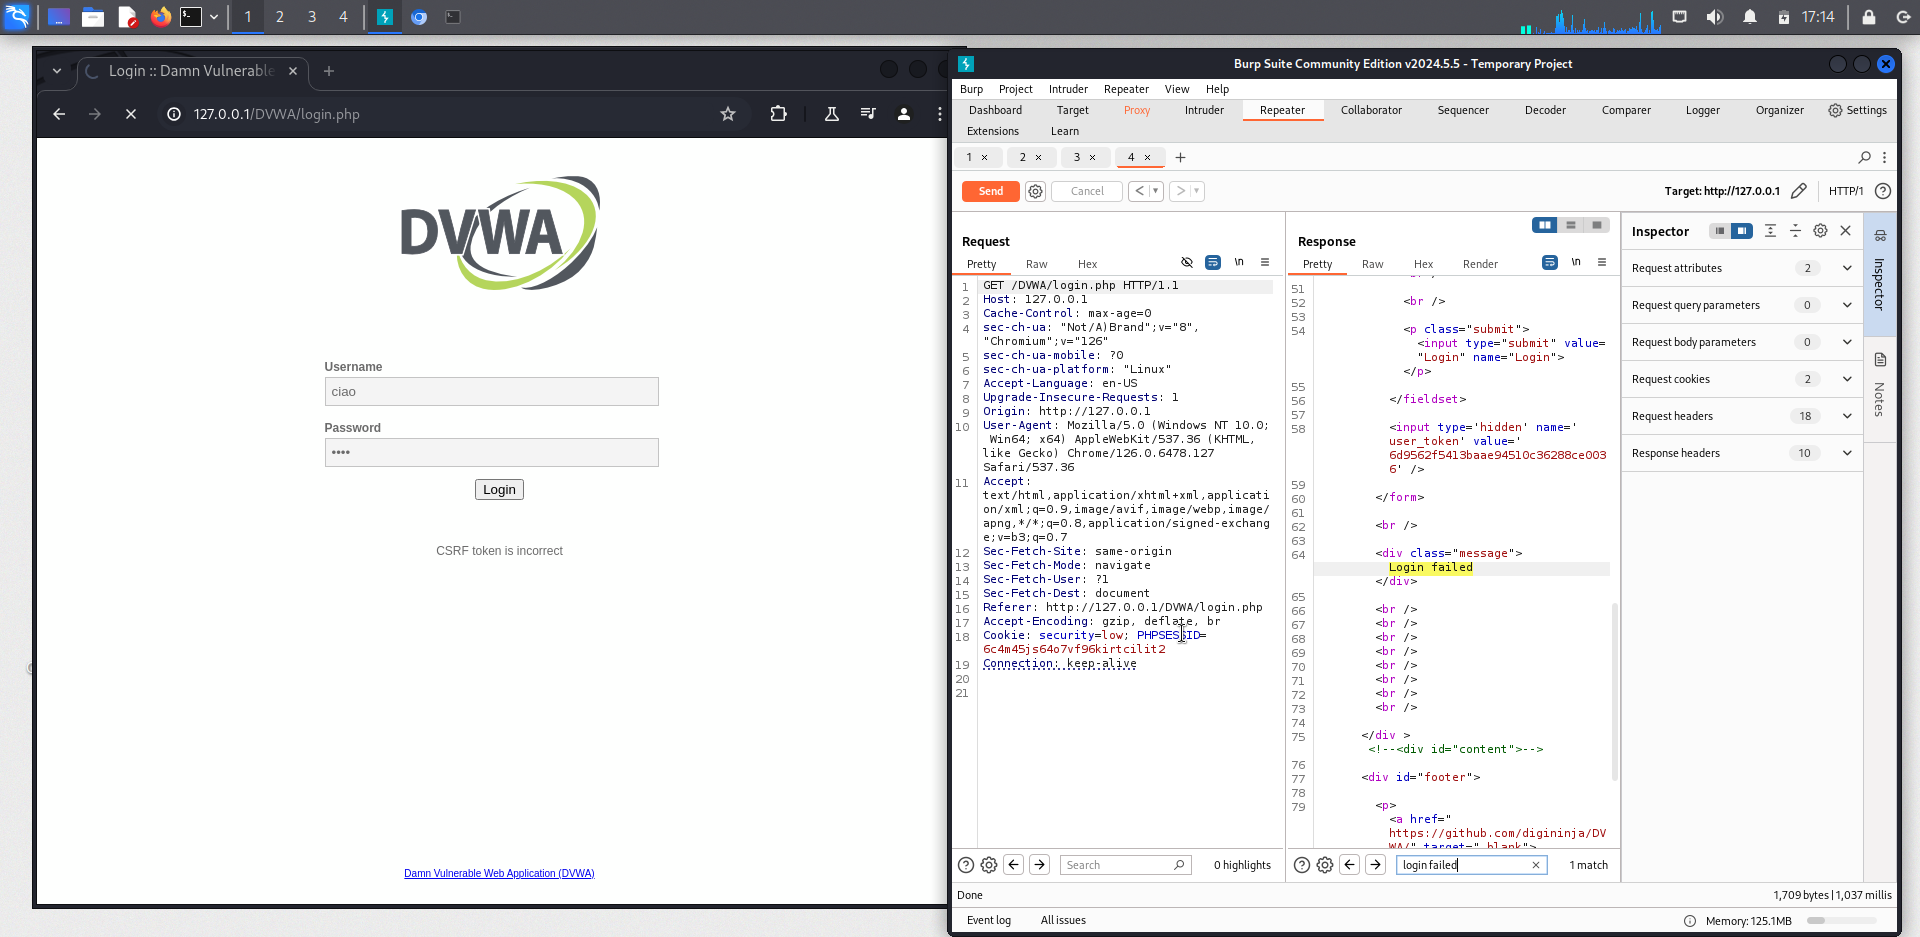 1 2 3 4
17:14
Login :: Damn Vulnerable
127.0.0.1/DVWA/login.php
DVWA
Username
ciao
Password
••••
Login
CSRF token is incorrect
Damn Vulnerable Web Application (DVWA)
Burp Suite Community Edition v2024.5.5 - Temporary Project
Burp Project Intruder Repeater View Help
Dashboard Target Proxy Intruder Repeater Collaborator Sequencer Decoder Comparer Logger Organizer Settings
Extensions Learn
1 × 2 × 3 × 4 × +
Send Cancel < > Target: http://127.0.0.1 HTTP/1
Request
Pretty Raw Hex \n
1 GET /DVWA/login.php HTTP/1.1
2 Host: 127.0.0.1
3 Cache-Control: max-age=0
4 sec-ch-ua: "Not/A)Brand";v="8",
"Chromium";v="126"
5 sec-ch-ua-mobile: ?0
6 sec-ch-ua-platform: "Linux"
7 Accept-Language: en-US
8 Upgrade-Insecure-Requests: 1
9 Origin: http://127.0.0.1
10 User-Agent: Mozilla/5.0 (Windows NT 10.0;
Win64; x64) AppleWebKit/537.36 (KHTML,
like Gecko) Chrome/126.0.6478.127
Safari/537.36
11 Accept:
text/html,application/xhtml+xml,applicati
on/xml;q=0.9,image/avif,image/webp,image/
apng,*/*;q=0.8,application/signed-exchang
e;v=b3;q=0.7
12 Sec-Fetch-Site: same-origin
13 Sec-Fetch-Mode: navigate
14 Sec-Fetch-User: ?1
15 Sec-Fetch-Dest: document
16 Referer: http://127.0.0.1/DVWA/login.php
17 Accept-Encoding: gzip, deflate, br
18 Cookie: security=low; PHPSESSID=
6c4m45js64o7vf96kirtcilit2
19 Connection: keep-alive
20
21
Search 0 highlights
Response
Pretty Raw Hex Render \n
51
52 <br />
53
54 <p class="submit">
<input type="submit" value=
"Login" name="Login">
</p>
55
56 </fieldset>
57
58 <input type='hidden' name='
user_token' value='
6d9562f5413baae94510c36288ce003
6' />
59
60 </form>
61
62 <br />
63
64 <div class="message">
Login failed
</div>
65
66 <br />
67 <br />
68 <br />
69 <br />
70 <br />
71 <br />
72 <br />
73 <br />
74
75 </div >
<!--<div id="content">-->
76
77 <div id="footer">
78
79 <p>
<a href="
https://github.com/digininja/DV
WA/" target="_blank">
login failed × 1 match
Inspector
Request attributes 2
Request query parameters 0
Request body parameters 0
Request cookies 2
Request headers 18
Response headers 10
Inspector
Notes
Done 1,709 bytes | 1,037 millis
Event log All issues Memory: 125.1MB